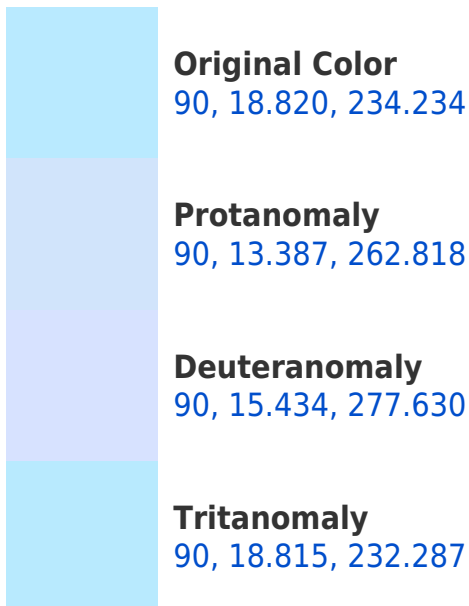 Original Color
90, 18.820, 234.234
Protanomaly
90, 13.387, 262.818
Deuteranomaly
90, 15.434, 277.630
Tritanomaly
90, 18.815, 232.287